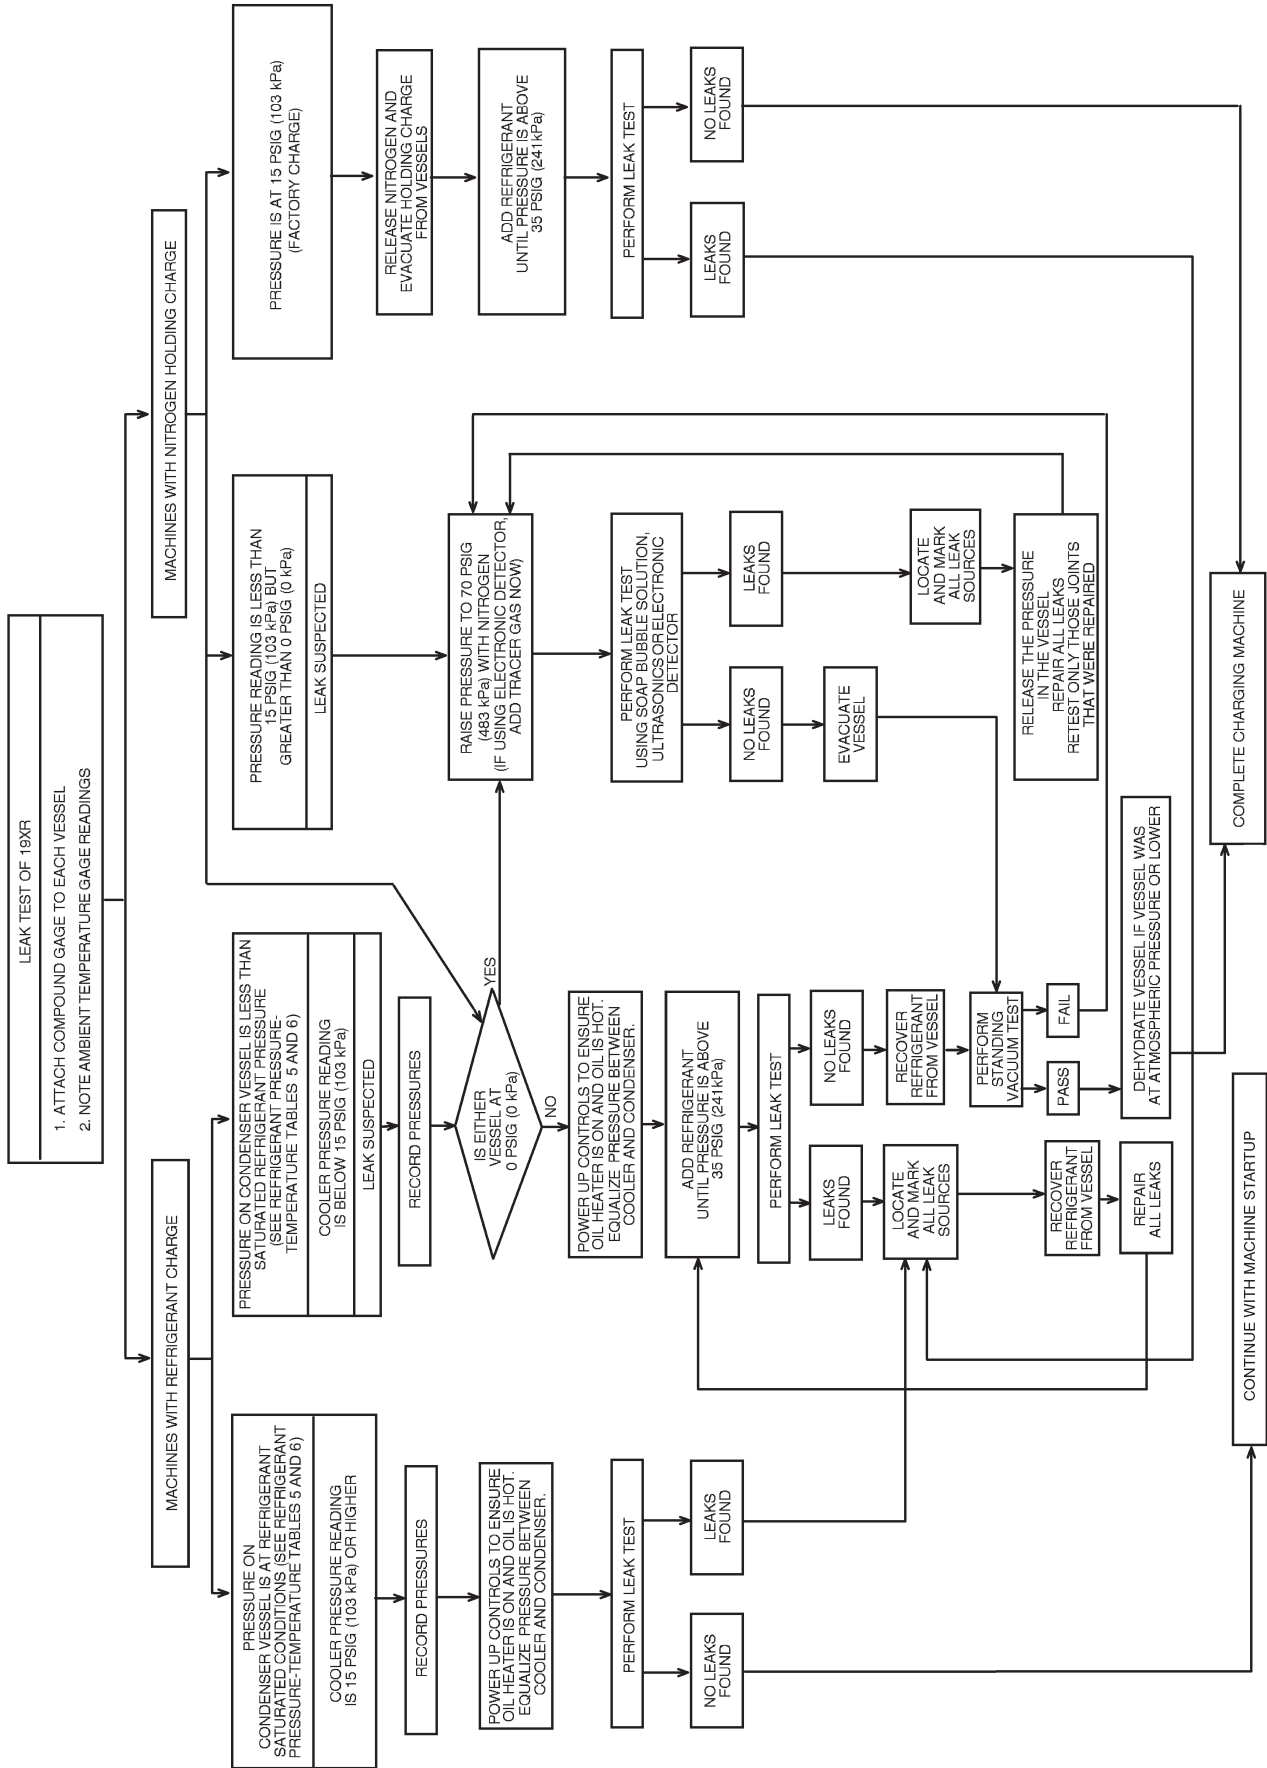 LEAK TEST OF 19XR
1. ATTACH COMPOUND GAGE TO EACH VESSEL
2. NOTE AMBIENT TEMPERATURE GAGE READINGS
MACHINES WITH REFRIGERANT CHARGE
MACHINES WITH NITROGEN HOLDING CHARGE
PRESSURE ON
CONDENSER VESSEL IS AT REFRIGERANT
SATURATED CONDITIONS (SEE REFRIGERANT
PRESSURE-TEMPERATURE TABLES 5 AND 6)
COOLER PRESSURE READING
IS 15 PSIG (103 kPa) OR HIGHER
RECORD PRESSURES
POWER UP CONTROLS TO ENSURE
OIL HEATER IS ON AND OIL IS HOT.
EQUALIZE PRESSURE BETWEEN
COOLER AND CONDENSER.
PERFORM LEAK TEST
NO LEAKS
FOUND
LEAKS
FOUND
PRESSURE ON CONDENSER VESSEL IS LESS THAN
SATURATED REFRIGERANT PRESSURE
(SEE REFRIGERANT PRESSURE-
TEMPERATURE TABLES 5 AND 6)
COOLER PRESSURE READING
IS BELOW 15 PSIG (103 kPa)
LEAK SUSPECTED
RECORD PRESSURES
IS EITHER
VESSEL AT
0 PSIG (0 kPa)
YES
NO
POWER UP CONTROLS TO ENSURE
OIL HEATER IS ON AND OIL IS HOT.
EQUALIZE PRESSURE BETWEEN
COOLER AND CONDENSER.
ADD REFRIGERANT
UNTIL PRESSURE IS ABOVE
35 PSIG (241kPa)
PERFORM LEAK TEST
LEAKS
FOUND
NO LEAKS
FOUND
LOCATE
AND MARK
ALL LEAK
SOURCES
RECOVER
REFRIGERANT
FROM VESSEL
PERFORM
STANDING
VACUUM TEST
RECOVER
REFRIGERANT
FROM VESSEL
PASS
FAIL
REPAIR
ALL LEAKS
DEHYDRATE VESSEL IF VESSEL WAS
AT ATMOSPHERIC PRESSURE OR LOWER
PRESSURE READING IS LESS THAN
15 PSIG (103 kPa) BUT
GREATER THAN 0 PSIG (0 kPa)
LEAK SUSPECTED
RAISE PRESSURE TO 70 PSIG
(483 kPa) WITH NITROGEN
(IF USING ELECTRONIC DETECTOR,
ADD TRACER GAS NOW)
PERFORM LEAK TEST
USING SOAP BUBBLE SOLUTION,
ULTRASONICS OR ELECTRONIC
DETECTOR
NO LEAKS
FOUND
LEAKS
FOUND
EVACUATE
VESSEL
LOCATE
AND MARK
ALL LEAK
SOURCES
RELEASE THE PRESSURE
IN THE VESSEL
REPAIR ALL LEAKS
RETEST ONLY THOSE JOINTS
THAT WERE REPAIRED
PRESSURE IS AT 15 PSIG (103 kPa)
(FACTORY CHARGE)
RELEASE NITROGEN AND
EVACUATE HOLDING CHARGE
FROM VESSELS
ADD REFRIGERANT
UNTIL PRESSURE IS ABOVE
35 PSIG (241kPa)
PERFORM LEAK TEST
LEAKS
FOUND
NO LEAKS
FOUND
CONTINUE WITH MACHINE STARTUP
COMPLETE CHARGING MACHINE